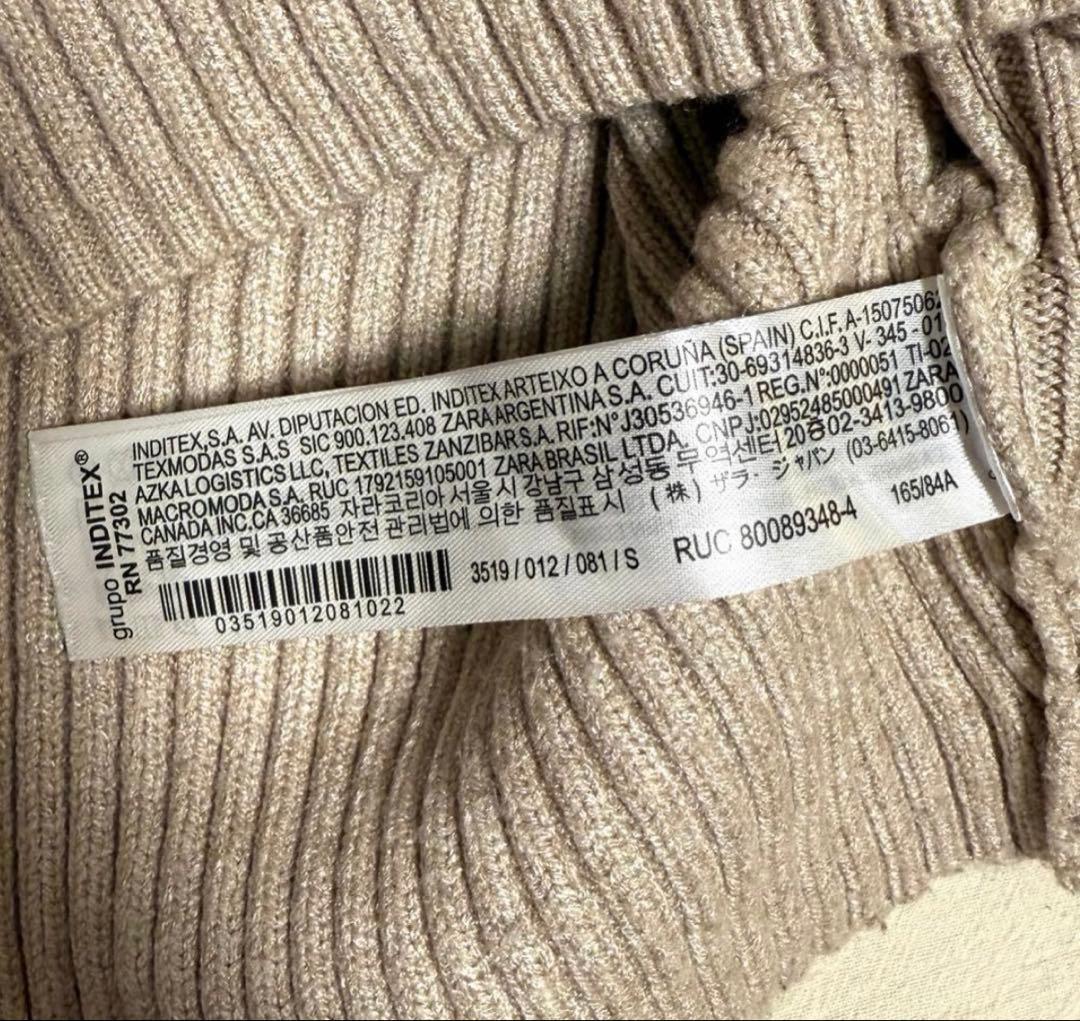 grupo INDITEX®
RN 77302
INDITEX,S.A. AV. DIPUTACION ED. INDITEX ARTEIXO A CORUÑA (SPAIN) C.I.F. A-15075062
TEXMODAS S.A.S SIC 900.123.408 ZARA ARGENTINA S.A. CUIT:30-69314836-3 V- 345 - 01
AZKA LOGISTICS LLC, TEXTILES ZANZIBAR S.A. RIF:N°J30536946-1 REG.N°:0000051 TI-02
MACROMODA S.A. RUC 1792159105001 ZARA BRASIL LTDA. CNPJ:02952485000491 ZARA
CANADA INC.CA 36685 자라코리아 서울시 강남구 삼성동 무역센터 20층 02-3413-9800
품질경영 및 공산품안전 관리법에 의한 품질표시 (株) ザラ・ジャパン (03-6415-8061)
03519012081022
3519 / 012 / 081 / S
RUC 80089348-4
165/84A